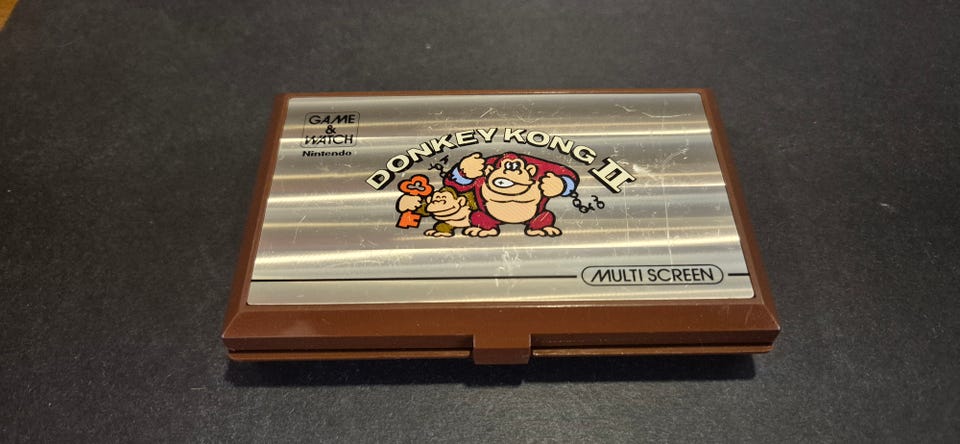 GAME
&
WATCH
Nintendo
DONKEY KONG II
MULTI SCREEN